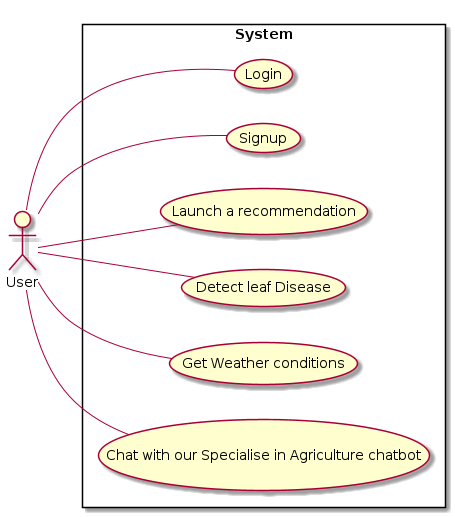 System
Login
Signup
Launch a recommendation
Detect leaf Disease
User
Get Weather conditions
Chat with our Specialise in Agriculture chatbot